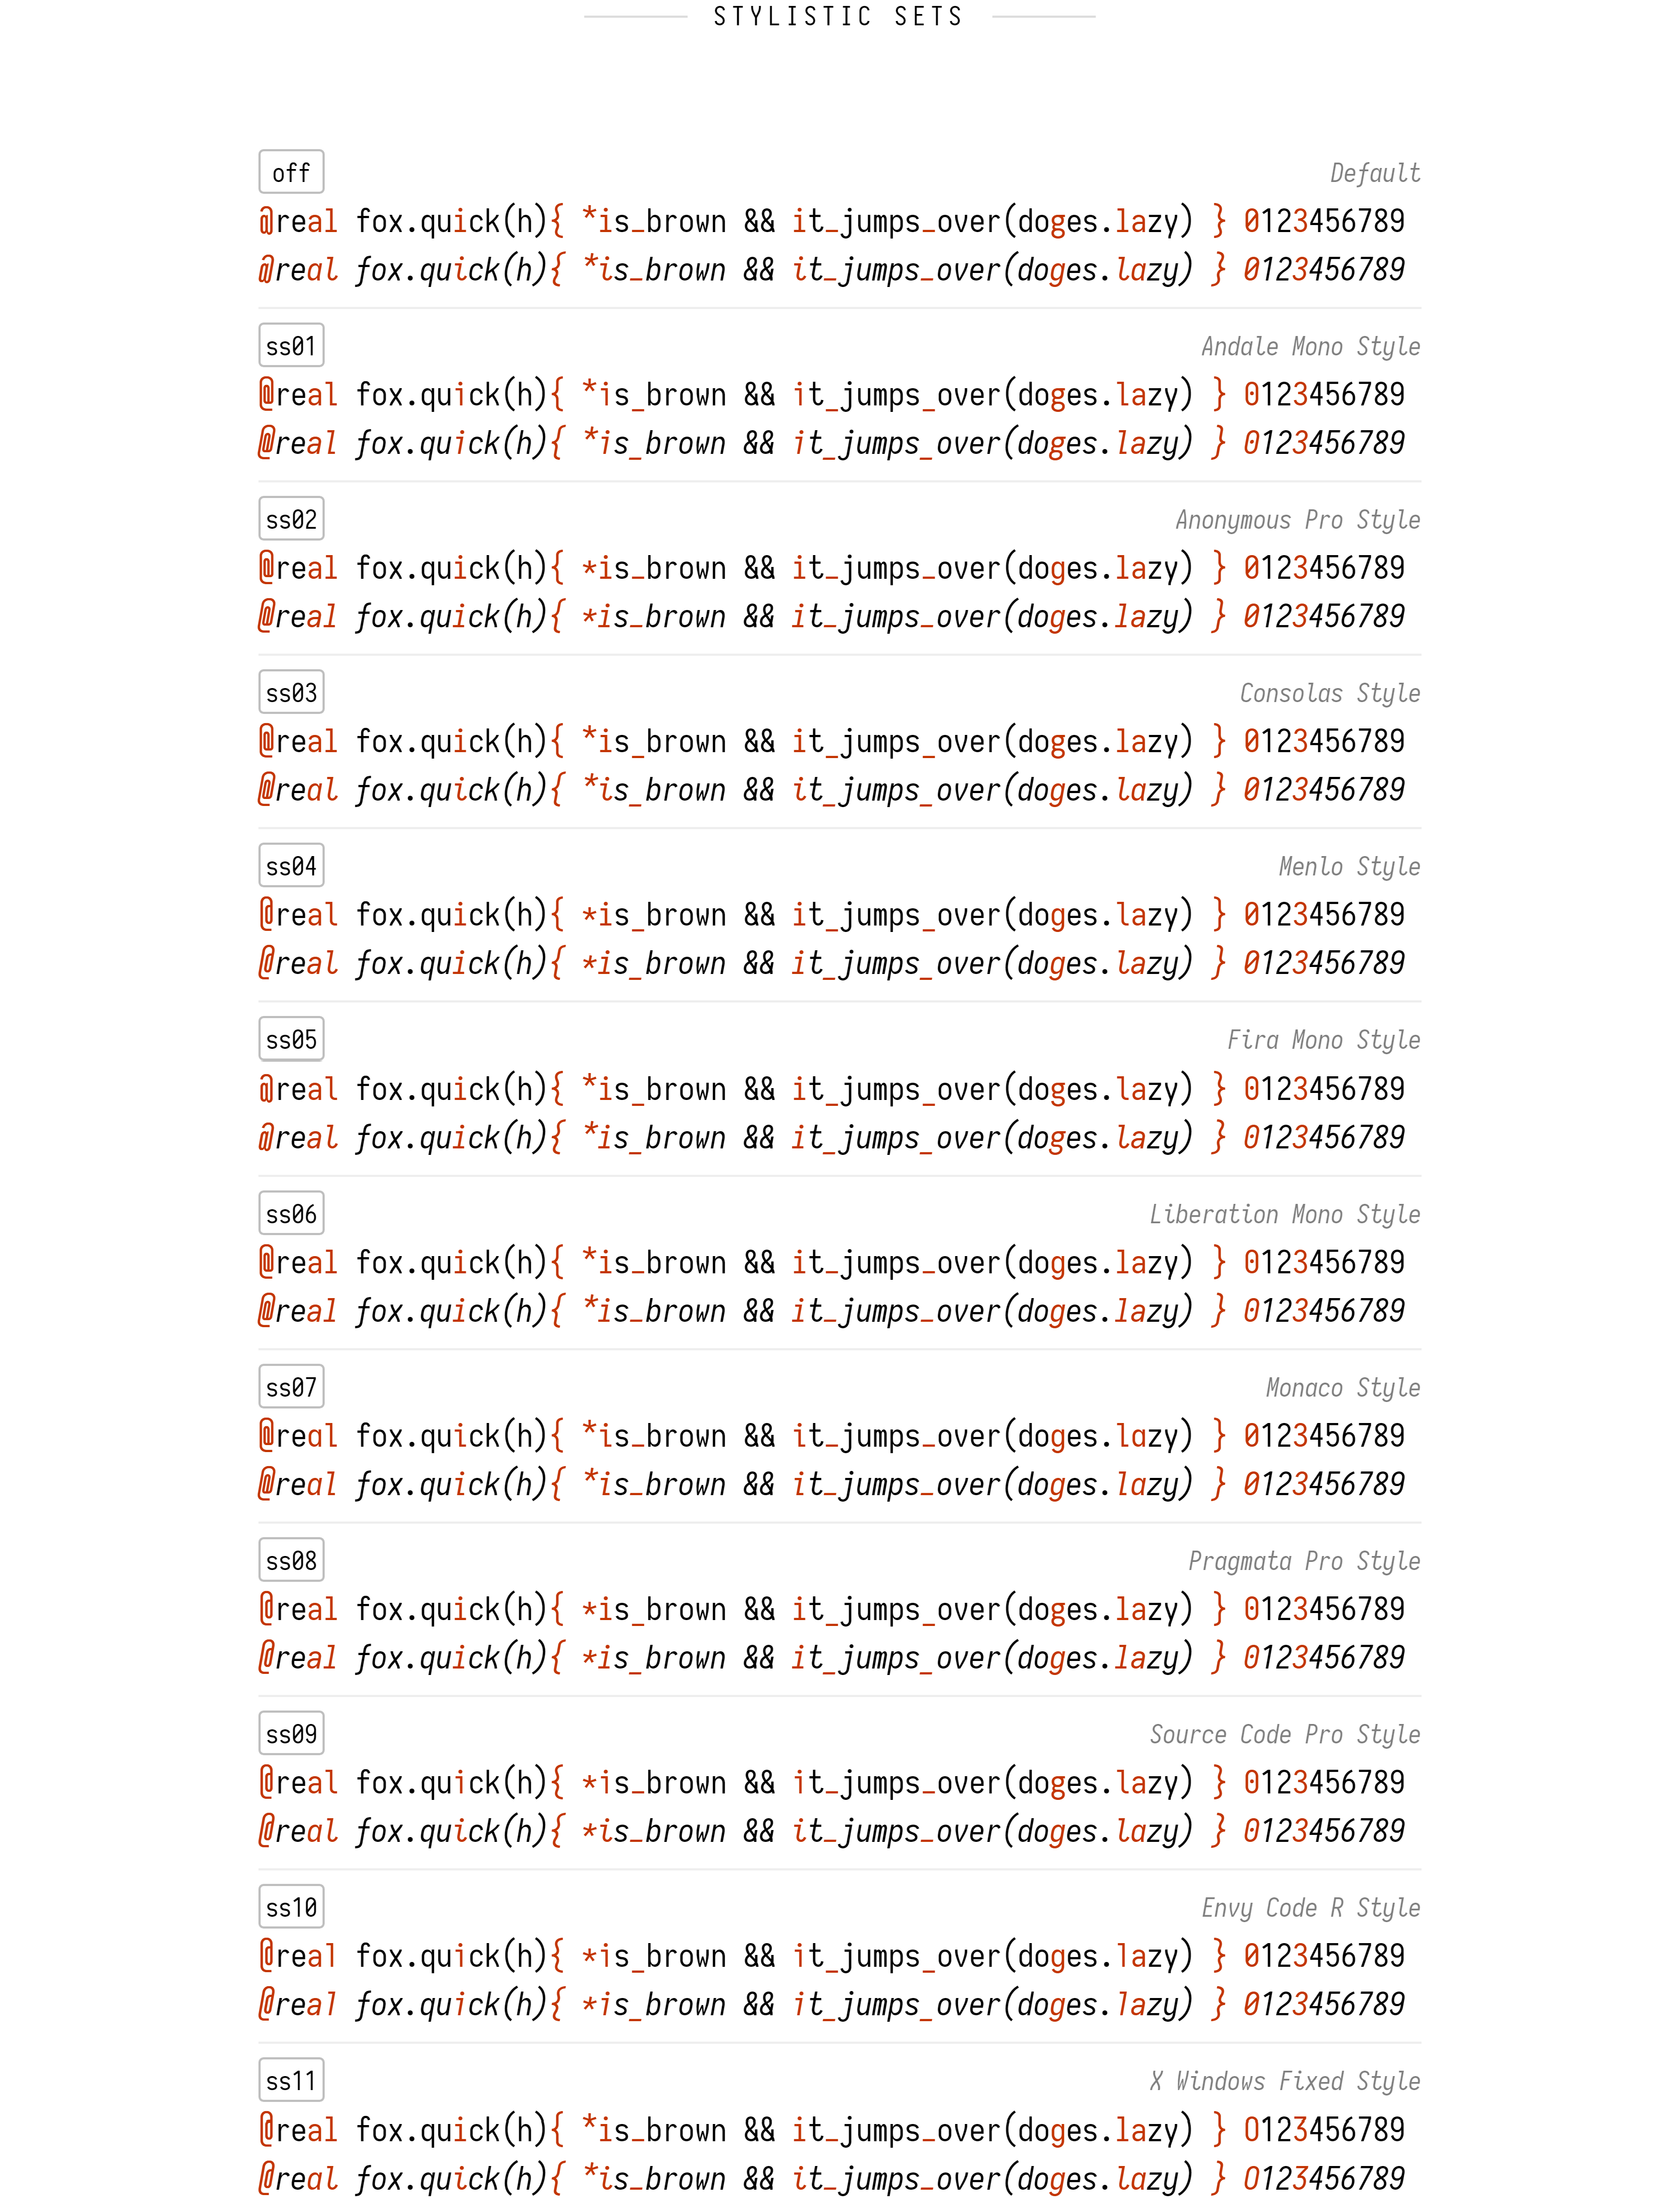 STYLISTIC SETS
off Default
@real fox.quick(h){ *is_brown && it_jumps_over(doges.lazy) } 0123456789
@real fox.quick(h){ *is_brown && it_jumps_over(doges.lazy) } 0123456789
ss01 Andale Mono Style
@real fox.quick(h){ *is_brown && it_jumps_over(doges.lazy) } 0123456789
@real fox.quick(h){ *is_brown && it_jumps_over(doges.lazy) } 0123456789
ss02 Anonymous Pro Style
@real fox.quick(h){ *is_brown && it_jumps_over(doges.lazy) } 0123456789
@real fox.quick(h){ *is_brown && it_jumps_over(doges.lazy) } 0123456789
ss03 Consolas Style
@real fox.quick(h){ *is_brown && it_jumps_over(doges.lazy) } 0123456789
@real fox.quick(h){ *is_brown && it_jumps_over(doges.lazy) } 0123456789
ss04 Menlo Style
@real fox.quick(h){ *is_brown && it_jumps_over(doges.lazy) } 0123456789
@real fox.quick(h){ *is_brown && it_jumps_over(doges.lazy) } 0123456789
ss05 Fira Mono Style
@real fox.quick(h){ *is_brown && it_jumps_over(doges.lazy) } 0123456789
@real fox.quick(h){ *is_brown && it_jumps_over(doges.lazy) } 0123456789
ss06 Liberation Mono Style
@real fox.quick(h){ *is_brown && it_jumps_over(doges.lazy) } 0123456789
@real fox.quick(h){ *is_brown && it_jumps_over(doges.lazy) } 0123456789
ss07 Monaco Style
@real fox.quick(h){ *is_brown && it_jumps_over(doges.lazy) } 0123456789
@real fox.quick(h){ *is_brown && it_jumps_over(doges.lazy) } 0123456789
ss08 Pragmata Pro Style
@real fox.quick(h){ *is_brown && it_jumps_over(doges.lazy) } 0123456789
@real fox.quick(h){ *is_brown && it_jumps_over(doges.lazy) } 0123456789
ss09 Source Code Pro Style
@real fox.quick(h){ *is_brown && it_jumps_over(doges.lazy) } 0123456789
@real fox.quick(h){ *is_brown && it_jumps_over(doges.lazy) } 0123456789
ss10 Envy Code R Style
@real fox.quick(h){ *is_brown && it_jumps_over(doges.lazy) } 0123456789
@real fox.quick(h){ *is_brown && it_jumps_over(doges.lazy) } 0123456789
ss11 X Windows Fixed Style
@real fox.quick(h){ *is_brown && it_jumps_over(doges.lazy) } 0123456789
@real fox.quick(h){ *is_brown && it_jumps_over(doges.lazy) } 0123456789